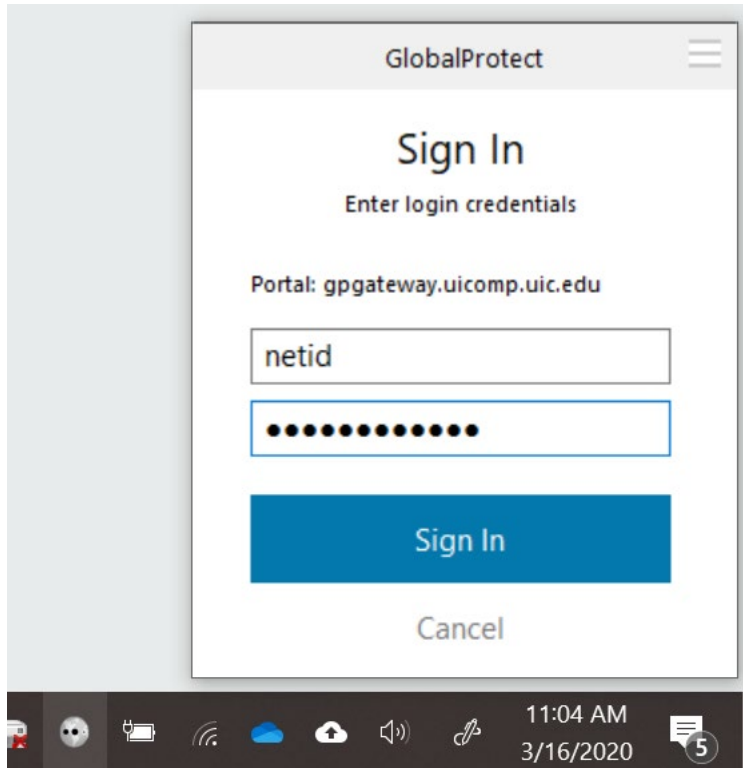 GlobalProtect
Sign In
Enter login credentials
Portal: gpgateway.uicomp.uic.edu
netid
••••••••••••
Sign In
Cancel
11:04 AM
3/16/2020
5